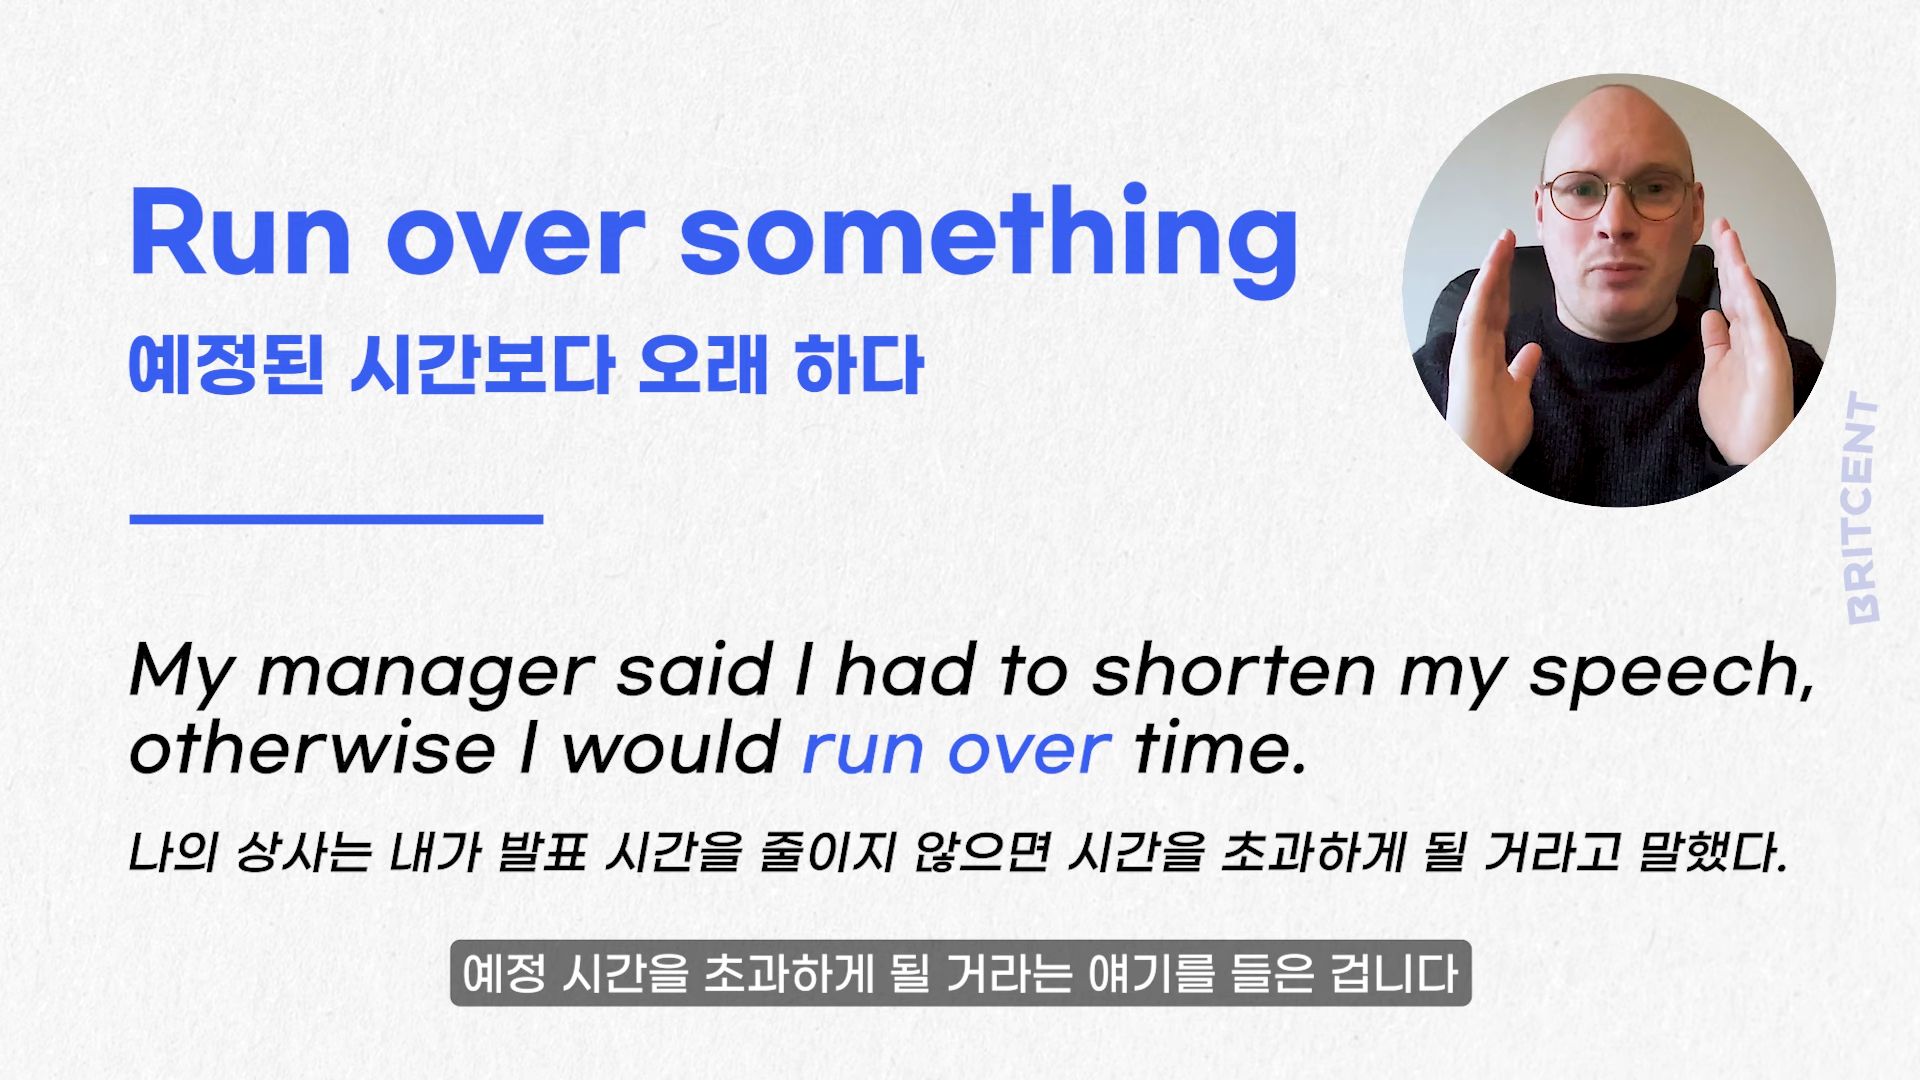 Run over something
예정된 시간보다 오래 하다
BRITCENT
My manager said I had to shorten my speech,
otherwise I would run over time.
나의 상사는 내가 발표 시간을 줄이지 않으면 시간을 초과하게 될 거라고 말했다.
예정 시간을 초과하게 될 거라는 얘기를 들은 겁니다